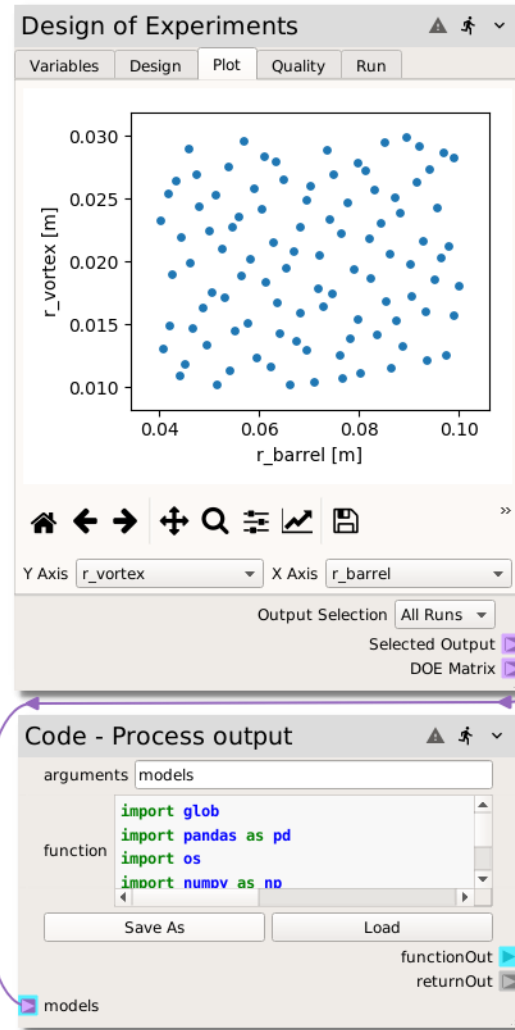 Design of Experiments
Variables Design Plot Quality Run
0.030
0.025
0.020
0.015
0.010
r_vortex [m]
0.04 0.06 0.08 0.10
r_barrel [m]
»
Y Axis r_vortex X Axis r_barrel
Output Selection All Runs
Selected Output
DOE Matrix
Code - Process output
arguments models
function
import glob
import pandas as pd
import os
import numpy as np
Save As Load
functionOut
returnOut
models